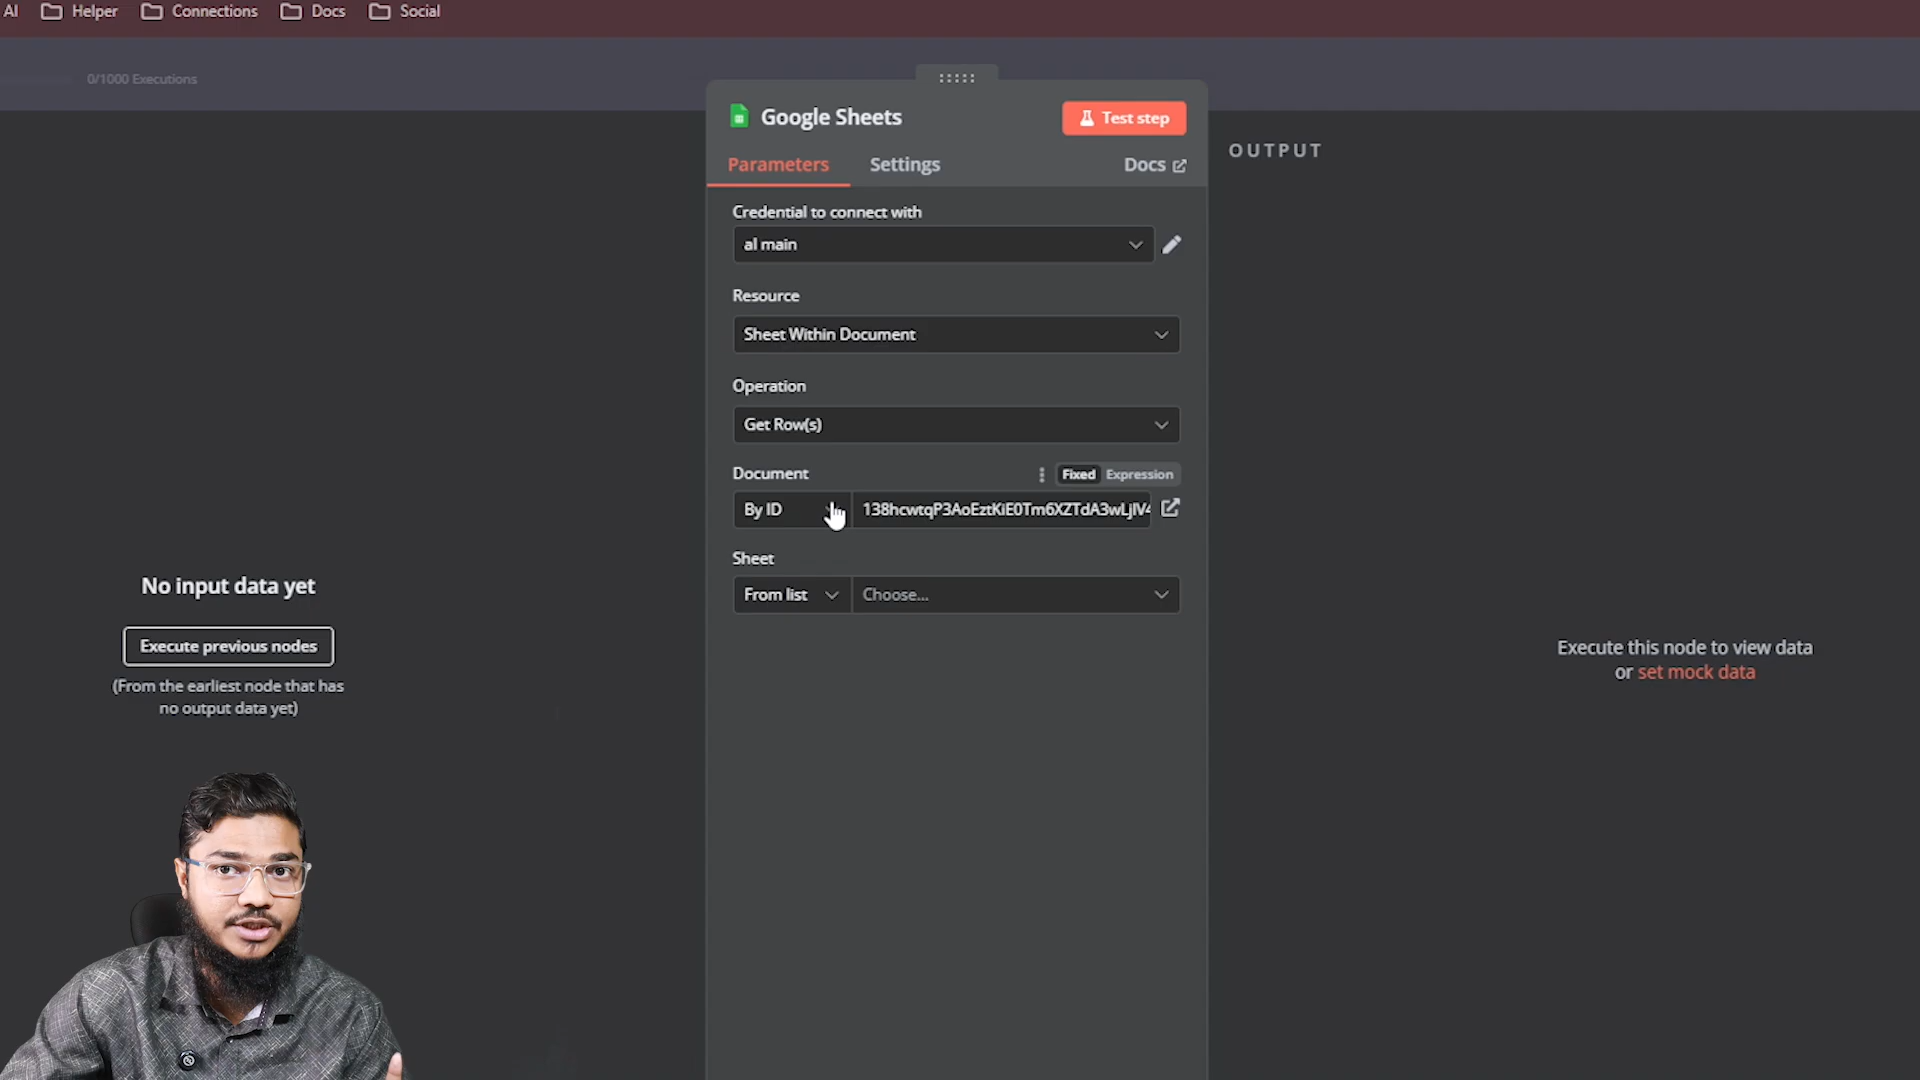 AI Helper Connections Docs Social
0/1000 Executions
Google Sheets
Test step
Parameters Settings Docs
OUTPUT
Credential to connect with
al main
Resource
Sheet Within Document
Operation
Get Row(s)
Document
Fixed Expression
By ID 138hcwtqP3AoEztKiE0Tm6XZTdA3wLjIV4
Sheet
From list Choose...
No input data yet
Execute previous nodes
(From the earliest node that has
no output data yet)
Execute this node to view data
or set mock data